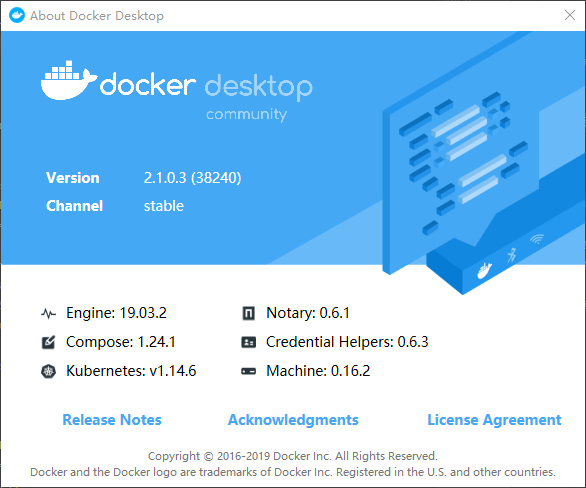 About Docker Desktop
docker desktop
community
Version 2.1.0.3 (38240)
Channel stable
Engine: 19.03.2 Notary: 0.6.1
Compose: 1.24.1 Credential Helpers: 0.6.3
Kubernetes: v1.14.6 Machine: 0.16.2
Release Notes Acknowledgments License Agreement
Copyright © 2016-2019 Docker Inc. All Rights Reserved.
Docker and the Docker logo are trademarks of Docker Inc. Registered in the U.S. and other countries.